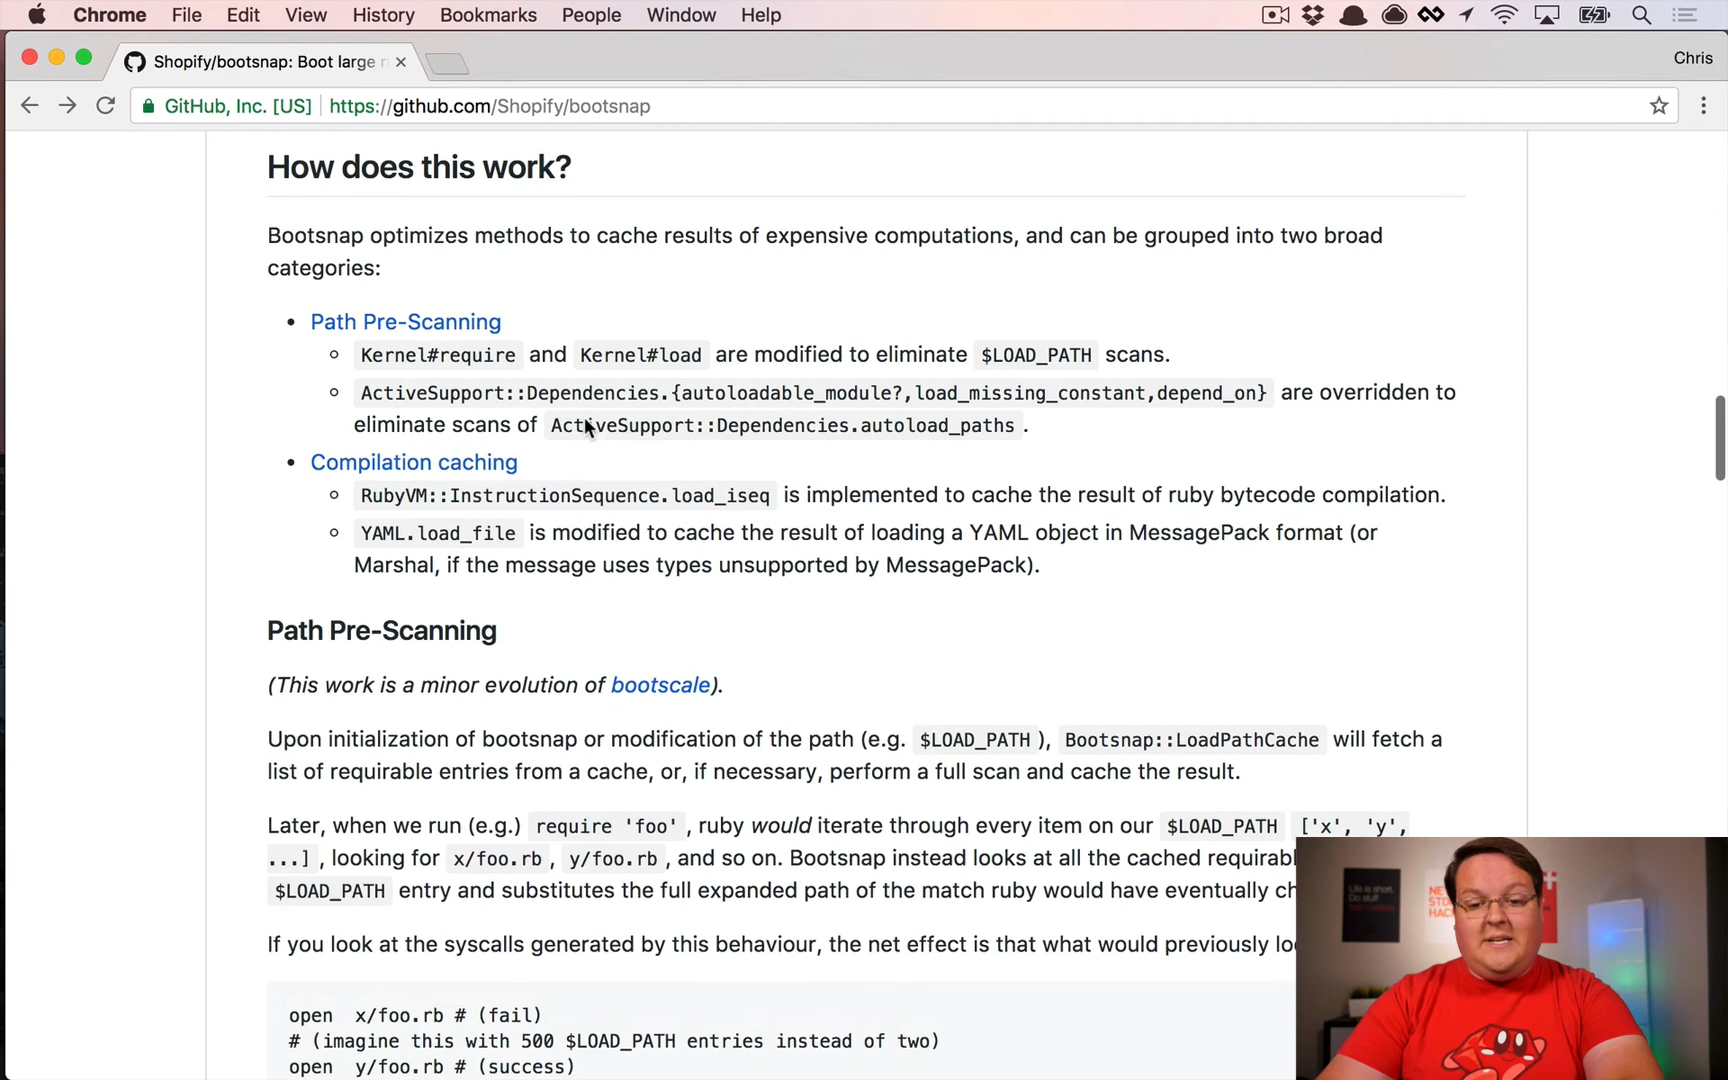 Chrome File Edit View History Bookmarks People Window Help
Shopify/bootsnap: Boot large r
Chris
GitHub, Inc. [US] https://github.com/Shopify/bootsnap
How does this work?
Bootsnap optimizes methods to cache results of expensive computations, and can be grouped into two broad
categories:
• Path Pre-Scanning
Kernel#require and Kernel#load are modified to eliminate $LOAD_PATH scans.
ActiveSupport::Dependencies.{autoloadable_module?,load_missing_constant,depend_on} are overridden to
eliminate scans of ActiveSupport::Dependencies.autoload_paths .
• Compilation caching
RubyVM::InstructionSequence.load_iseq is implemented to cache the result of ruby bytecode compilation.
YAML.load_file is modified to cache the result of loading a YAML object in MessagePack format (or
Marshal, if the message uses types unsupported by MessagePack).
Path Pre-Scanning
(This work is a minor evolution of bootscale).
Upon initialization of bootsnap or modification of the path (e.g. $LOAD_PATH ), Bootsnap::LoadPathCache will fetch a
list of requirable entries from a cache, or, if necessary, perform a full scan and cache the result.
Later, when we run (e.g.) require 'foo' , ruby would iterate through every item on our $LOAD_PATH ['x', 'y',
...] , looking for x/foo.rb , y/foo.rb , and so on. Bootsnap instead looks at all the cached requirabl
$LOAD_PATH entry and substitutes the full expanded path of the match ruby would have eventually ch
If you look at the syscalls generated by this behaviour, the net effect is that what would previously lo
open x/foo.rb # (fail)
# (imagine this with 500 $LOAD_PATH entries instead of two)
open y/foo.rb # (success)
Life is short.
Do stuff